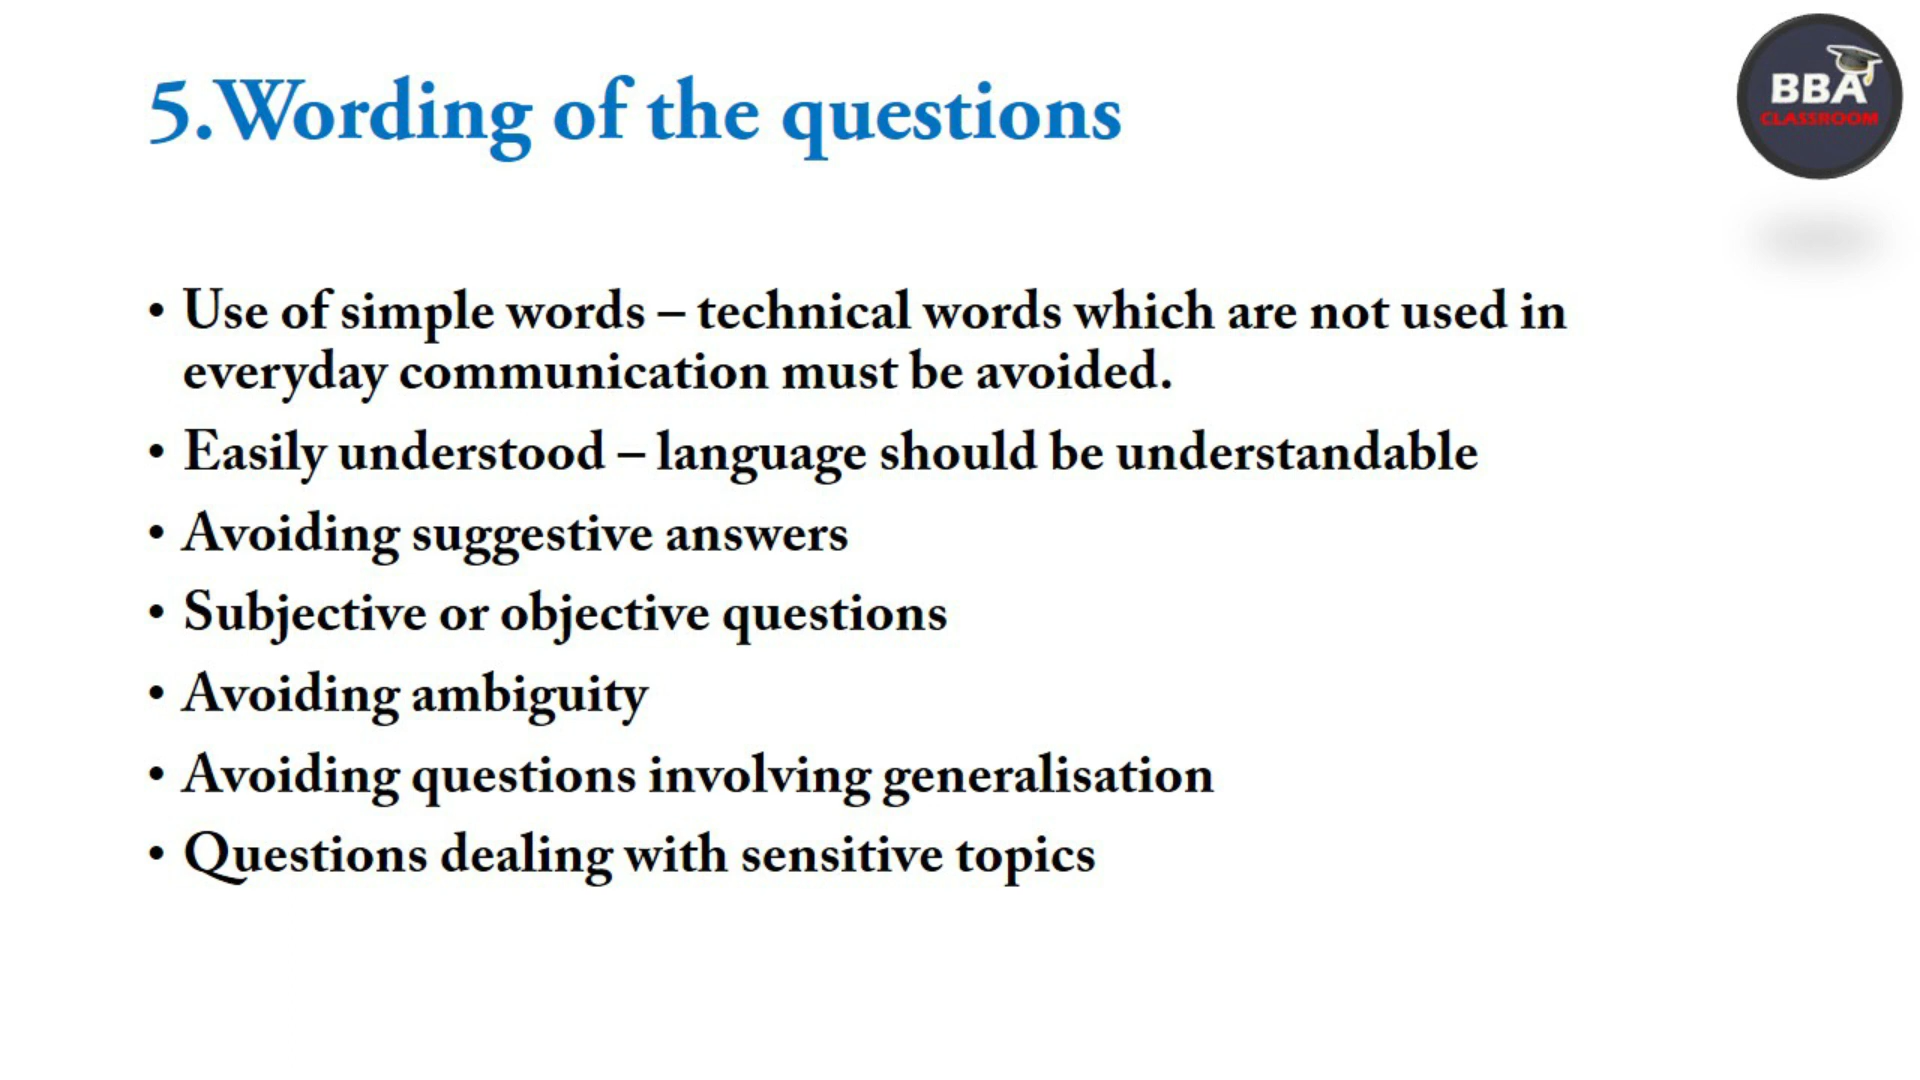 5.Wording of the questions
BBA
CLASSROOM
• Use of simple words – technical words which are not used in
everyday communication must be avoided.
• Easily understood – language should be understandable
• Avoiding suggestive answers
• Subjective or objective questions
• Avoiding ambiguity
• Avoiding questions involving generalisation
• Questions dealing with sensitive topics